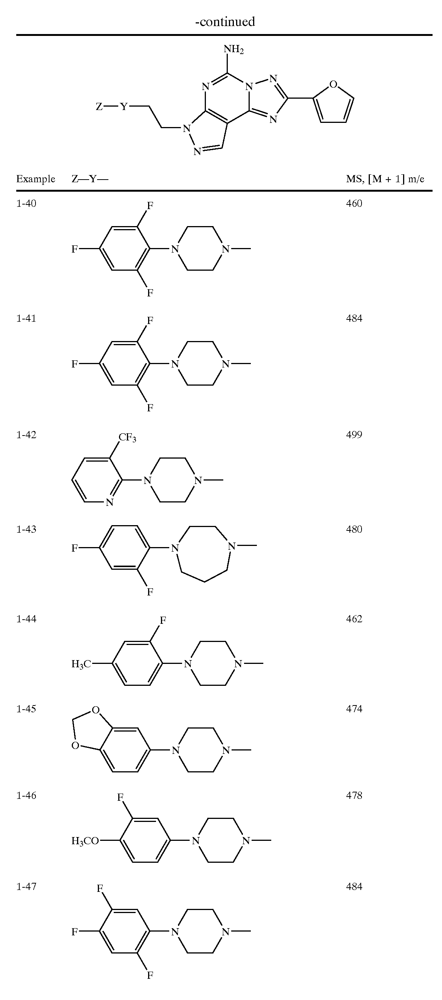 -continued
NH2
N N N
O
Z—Y
N
N
N
Example Z—Y— MS, [M + 1] m/e
1-40 460
F
F N N
F
1-41 484
F
F N N
F
1-42 499
CF3
N N
N
1-43 480
F N N
F
1-44 462
F
H3C N N
1-45 474
O
O N N
1-46 478
F
H3CO N N
1-47 484
F
F N N
F